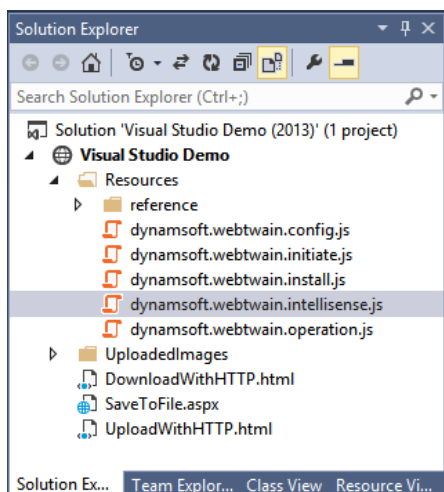 Solution Explorer
Search Solution Explorer (Ctrl+;)
Solution 'Visual Studio Demo (2013)' (1 project)
Visual Studio Demo
Resources
reference
dynamsoft.webtwain.config.js
dynamsoft.webtwain.initiate.js
dynamsoft.webtwain.install.js
dynamsoft.webtwain.intellisense.js
dynamsoft.webtwain.operation.js
UploadedImages
DownloadWithHTTP.html
SaveToFile.aspx
UploadWithHTTP.html
Solution Ex... Team Explor... Class View Resource Vi...